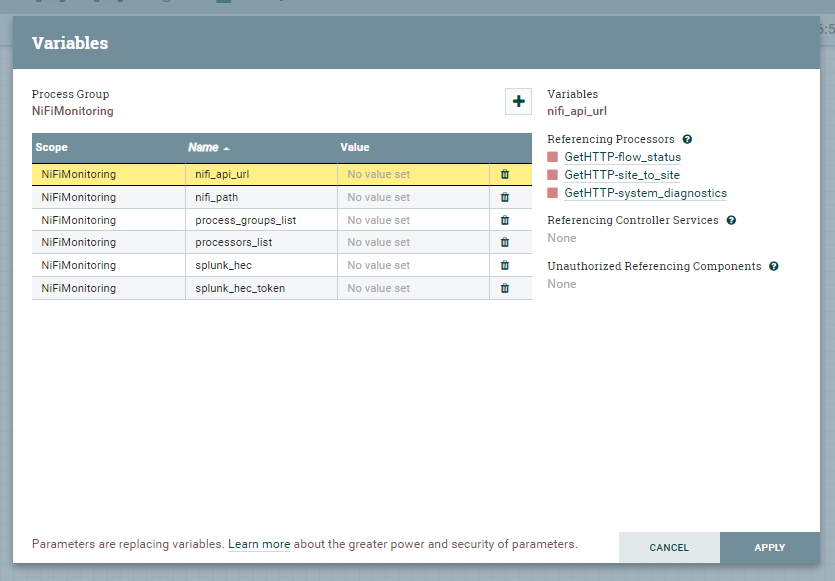 Variables
Process Group
NiFiMonitoring
Scope Name Value
NiFiMonitoring nifi_api_url No value set
NiFiMonitoring nifi_path No value set
NiFiMonitoring process_groups_list No value set
NiFiMonitoring processors_list No value set
NiFiMonitoring splunk_hec No value set
NiFiMonitoring splunk_hec_token No value set
Variables
nifi_api_url
Referencing Processors
GetHTTP-flow_status
GetHTTP-site_to_site
GetHTTP-system_diagnostics
Referencing Controller Services
None
Unauthorized Referencing Components
None
Parameters are replacing variables. Learn more about the greater power and security of parameters.
CANCEL APPLY